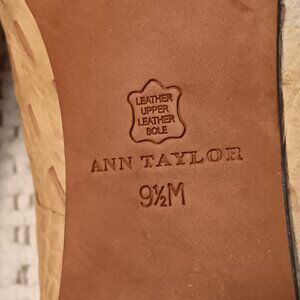 LEATHER
UPPER
LEATHER
SOLE
ANN TAYLOR
9½M